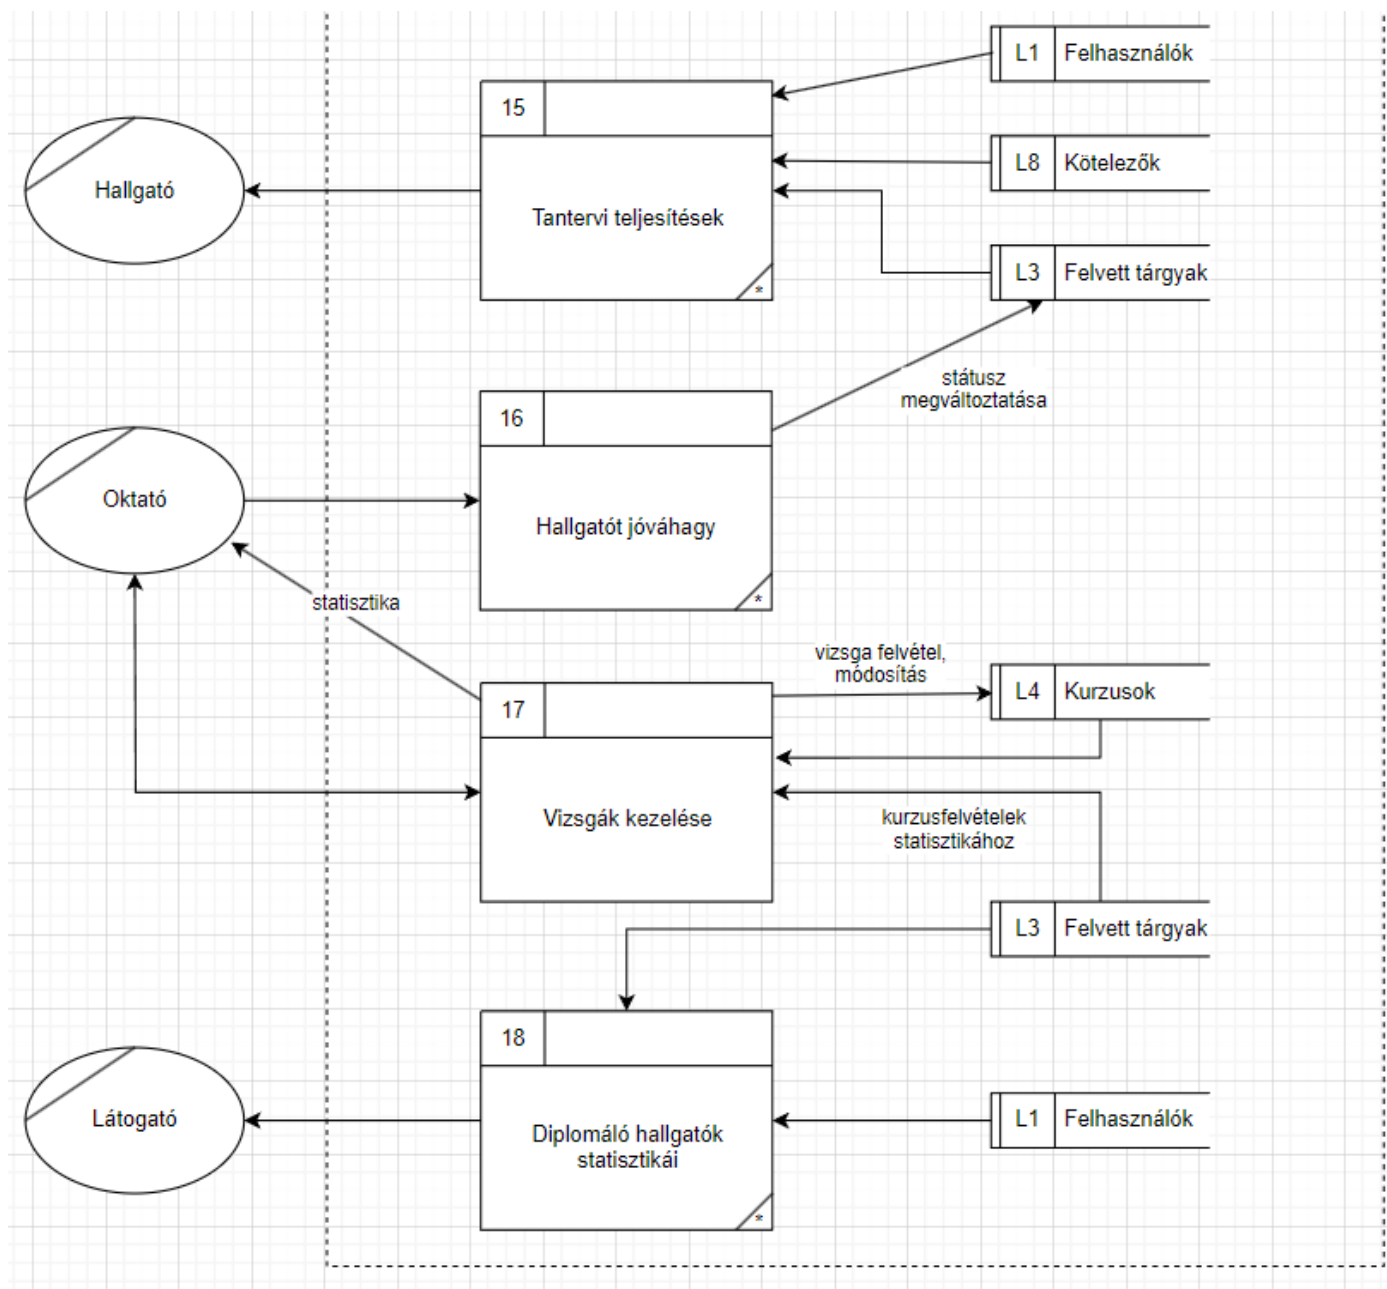 L1 Felhasználók
15
L8 Kötelezők
Hallgató
Tantervi teljesítések
L3 Felvett tárgyak
*
státusz
megváltoztatása
16
Oktató
Hallgatót jóváhagy
*
statisztika
vizsga felvétel,
módosítás
L4 Kurzusok
17
Vizsgák kezelése
kurzusfelvételek
statisztikához
L3 Felvett tárgyak
18
Látogató
L1 Felhasználók
Diplomáló hallgatók
statisztikái
*